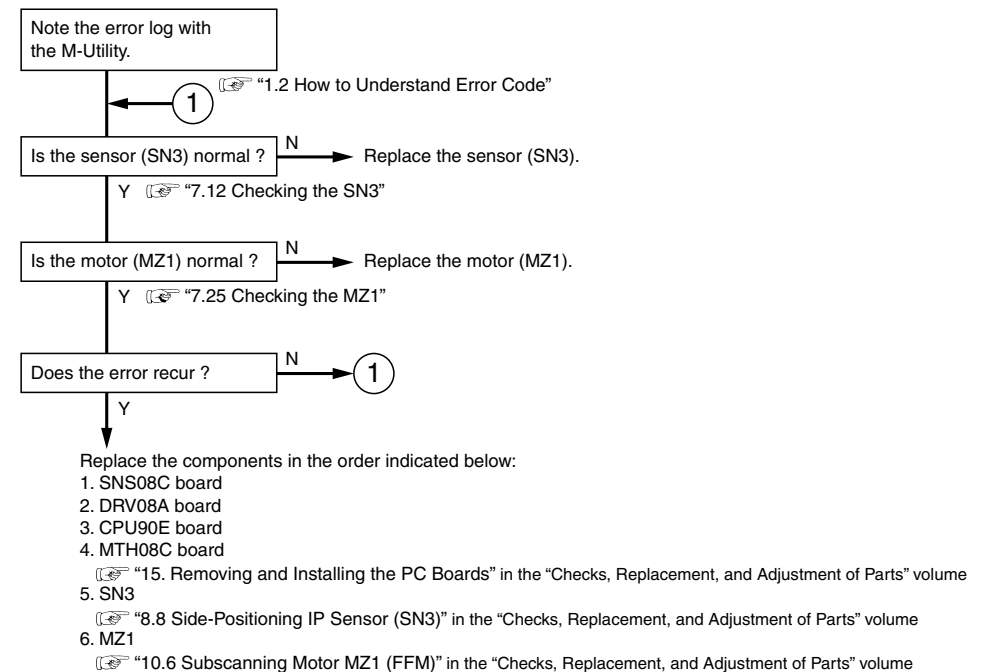 Note the error log with
the M-Utility.
“1.2 How to Understand Error Code”
1
Is the sensor (SN3) normal ?
N
Replace the sensor (SN3).
Y
“7.12 Checking the SN3”
Is the motor (MZ1) normal ?
N
Replace the motor (MZ1).
Y
“7.25 Checking the MZ1”
Does the error recur ?
N
1
Y
Replace the components in the order indicated below:
1. SNS08C board
2. DRV08A board
3. CPU90E board
4. MTH08C board
“15. Removing and Installing the PC Boards” in the “Checks, Replacement, and Adjustment of Parts” volume
5. SN3
“8.8 Side-Positioning IP Sensor (SN3)” in the “Checks, Replacement, and Adjustment of Parts” volume
6. MZ1
“10.6 Subscanning Motor MZ1 (FFM)” in the “Checks, Replacement, and Adjustment of Parts” volume